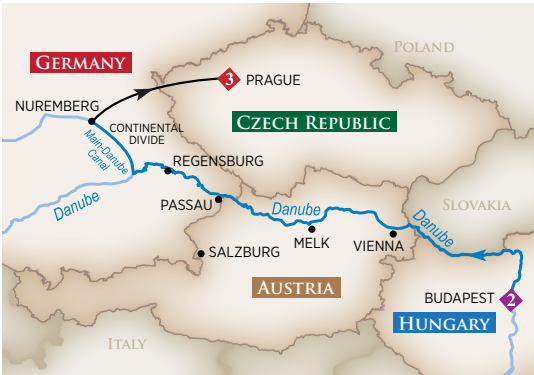 POLAND
GERMANY
3
PRAGUE
NUREMBERG
CONTINENTAL
DIVIDE
CZECH REPUBLIC
Main-Danube
Canal
REGENSBURG
Danube
PASSAU
Danube
SLOVAKIA
Danube
MELK
VIENNA
SALZBURG
AUSTRIA
BUDAPEST
2
HUNGARY
ITALY